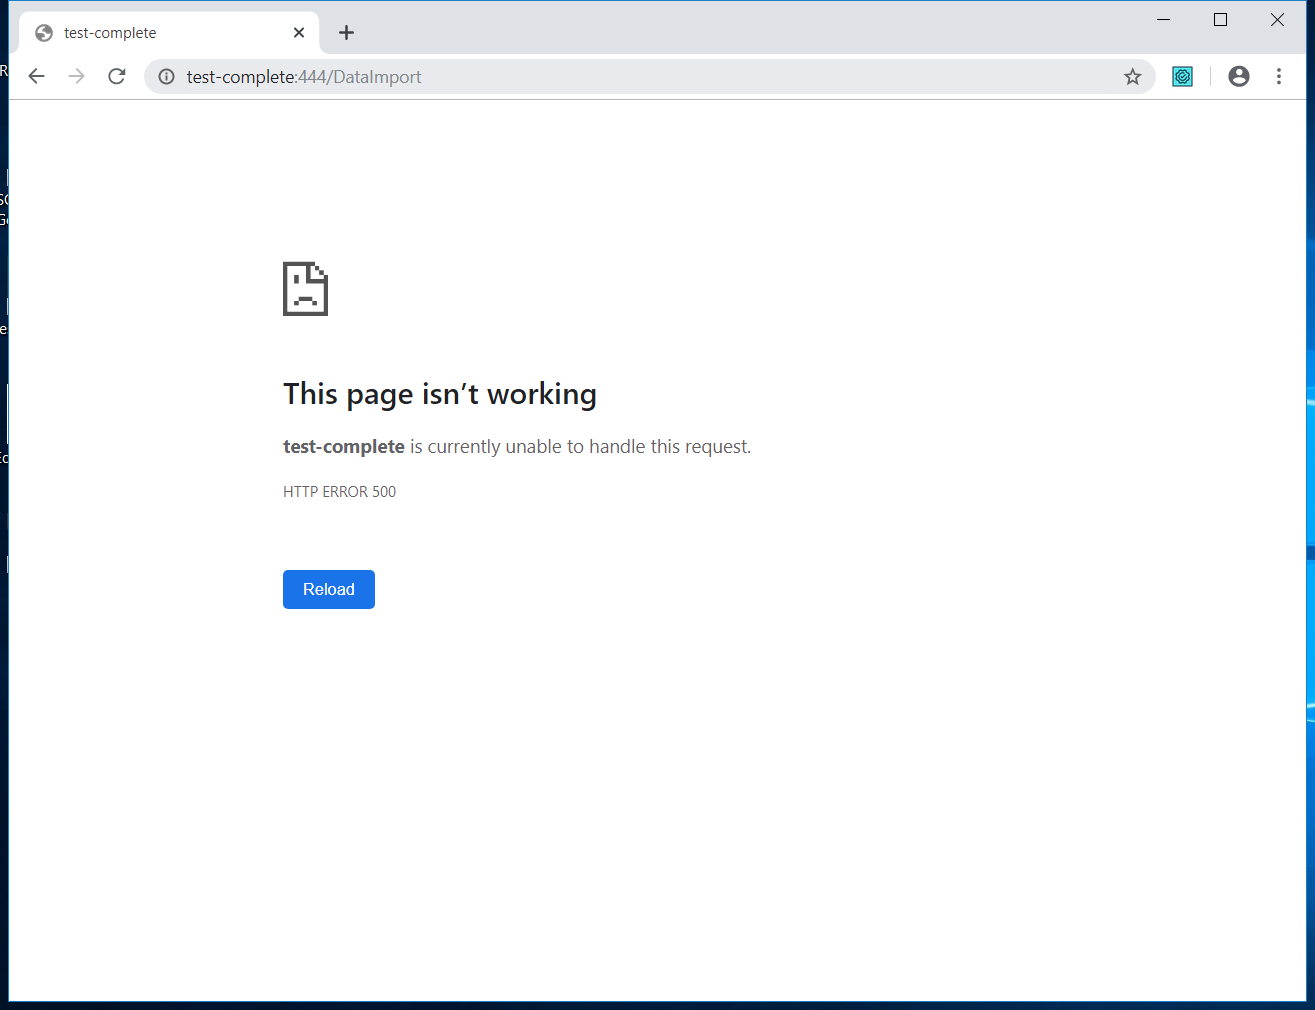 test-complete
test-complete:444/DataImport
This page isn’t working
test-complete is currently unable to handle this request.
HTTP ERROR 500
Reload